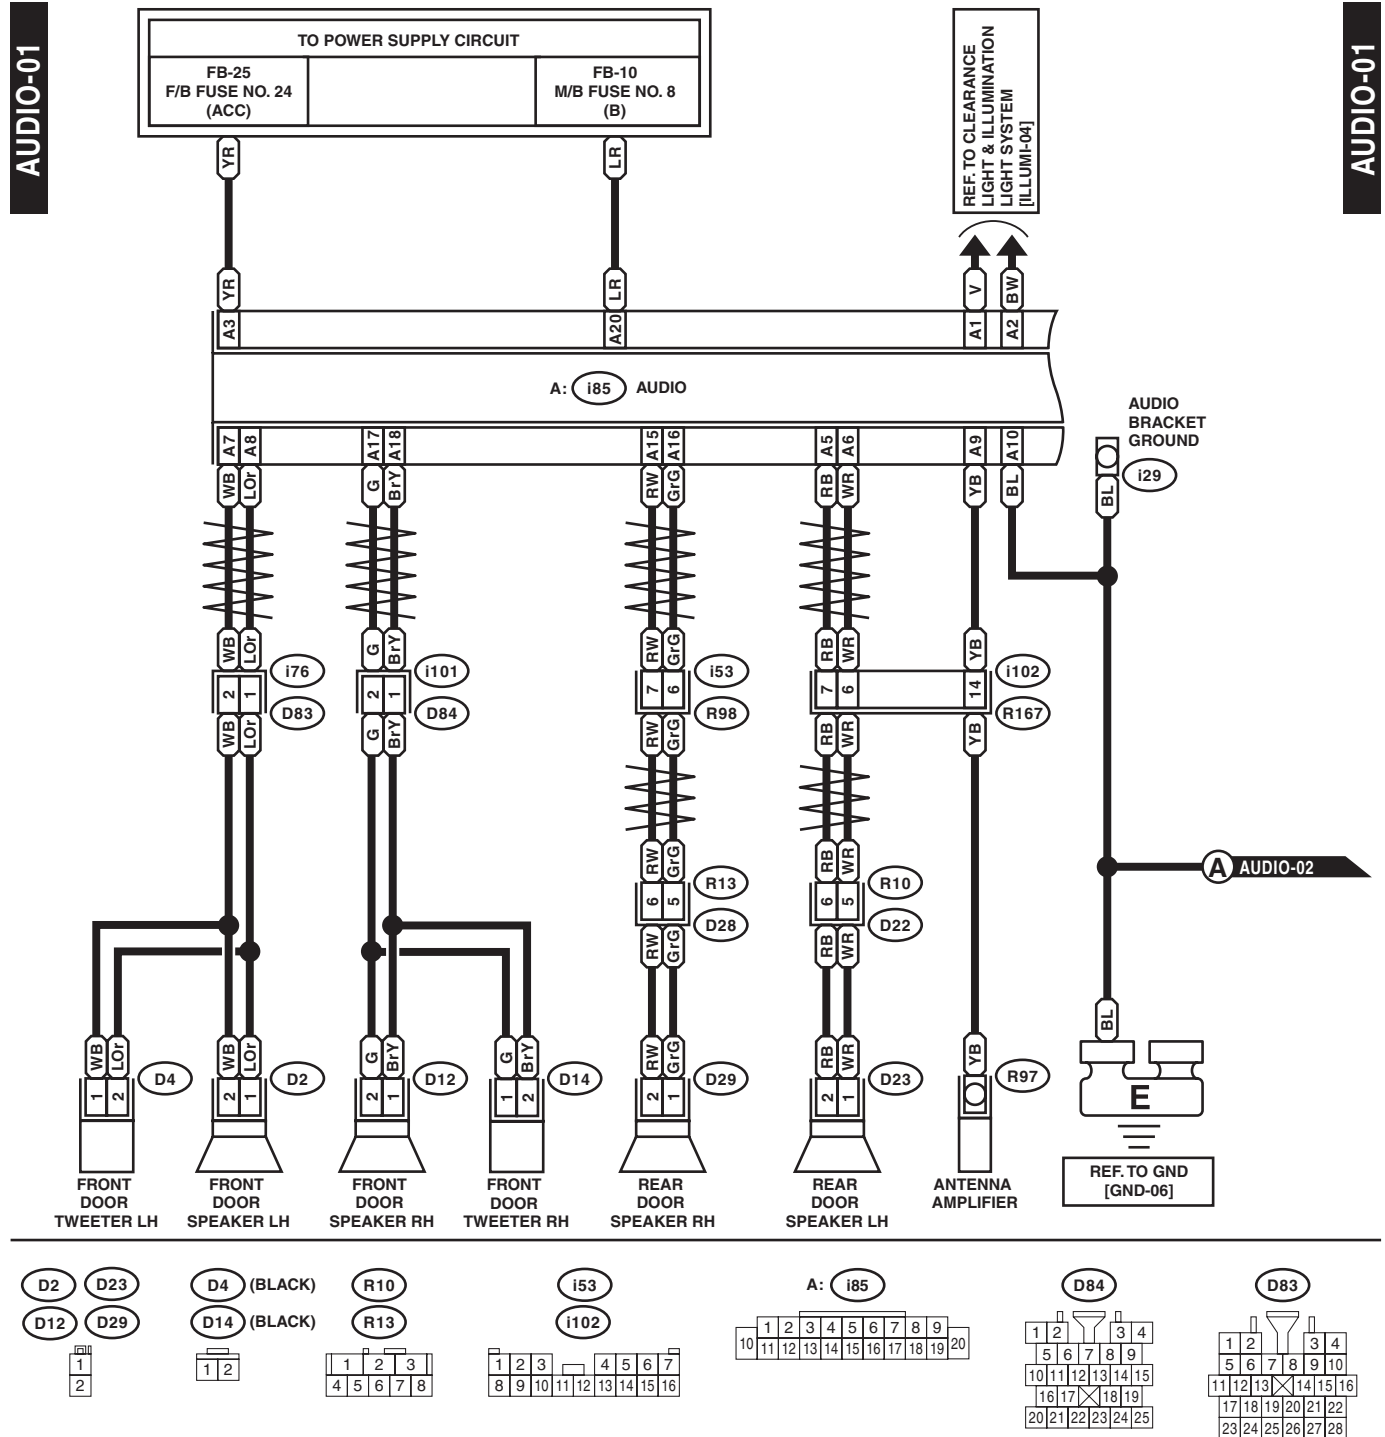 AUDIO-01
AUDIO-01
TO POWER SUPPLY CIRCUIT
FB-25
F/B FUSE NO. 24
(ACC)
FB-10
M/B FUSE NO. 8
(B)
REF. TO CLEARANCE
LIGHT & ILLUMINATION
LIGHT SYSTEM
[ILLUMI-04]
YR
LR
YR
LR
V
BW
A3
A20
A1
A2
A: i85 AUDIO
AUDIO
BRACKET
GROUND
i29
BL
A7
A8
A17
A18
A15
A16
A5
A6
A9
A10
WB
LOr
G
BrY
RW
GrG
RB
WR
YB
BL
WB
LOr
G
BrY
RW
GrG
RB
WR
YB
2
1
i76
2
1
i101
7
6
i53
7
6
14
i102
D83
D84
R98
R167
WB
LOr
G
BrY
RW
GrG
RB
WR
YB
RW
GrG
RB
WR
6
5
R13
6
5
R10
D28
D22
RW
GrG
RB
WR
A AUDIO-02
BL
WB
LOr
WB
LOr
G
BrY
G
BrY
RW
GrG
RB
WR
YB
1
2
D4
2
1
D2
2
1
D12
1
2
D14
2
1
D29
2
1
D23
R97
E
REF. TO GND
[GND-06]
FRONT
DOOR
TWEETER LH
FRONT
DOOR
SPEAKER LH
FRONT
DOOR
SPEAKER RH
FRONT
DOOR
TWEETER RH
REAR
DOOR
SPEAKER RH
REAR
DOOR
SPEAKER LH
ANTENNA
AMPLIFIER
D2 D23
D12 D29
1
2
D4 (BLACK)
D14 (BLACK)
1 2
R10
R13
1 2 3
4 5 6 7 8
i53
i102
1 2 3 4 5 6 7
8 9 10 11 12 13 14 15 16
A: i85
1 2 3 4 5 6 7 8 9
10 11 12 13 14 15 16 17 18 19 20
D84
1 2 3 4
5 6 7 8 9
10 11 12 13 14 15
16 17 18 19
20 21 22 23 24 25
D83
1 2 3 4
5 6 7 8 9 10
11 12 13 14 15 16
17 18 19 20 21 22
23 24 25 26 27 28